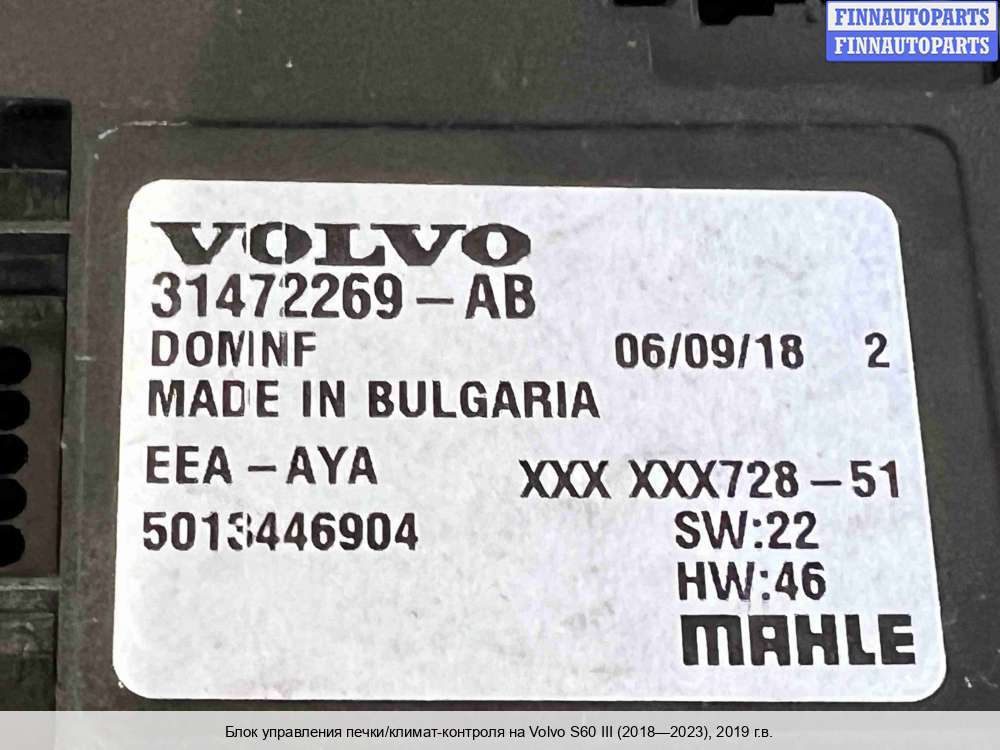 FINNAUTOPARTS
FINNAUTOPARTS
VOLVO
31472269-AB
DOMINF 06/09/18 2
MADE IN BULGARIA
EEA-AYA XXX XXX728-51
5013446904 SW:22
HW:46
MAHLE
Блок управления печки/климат-контроля на Volvo S60 III (2018—2023), 2019 г.в.